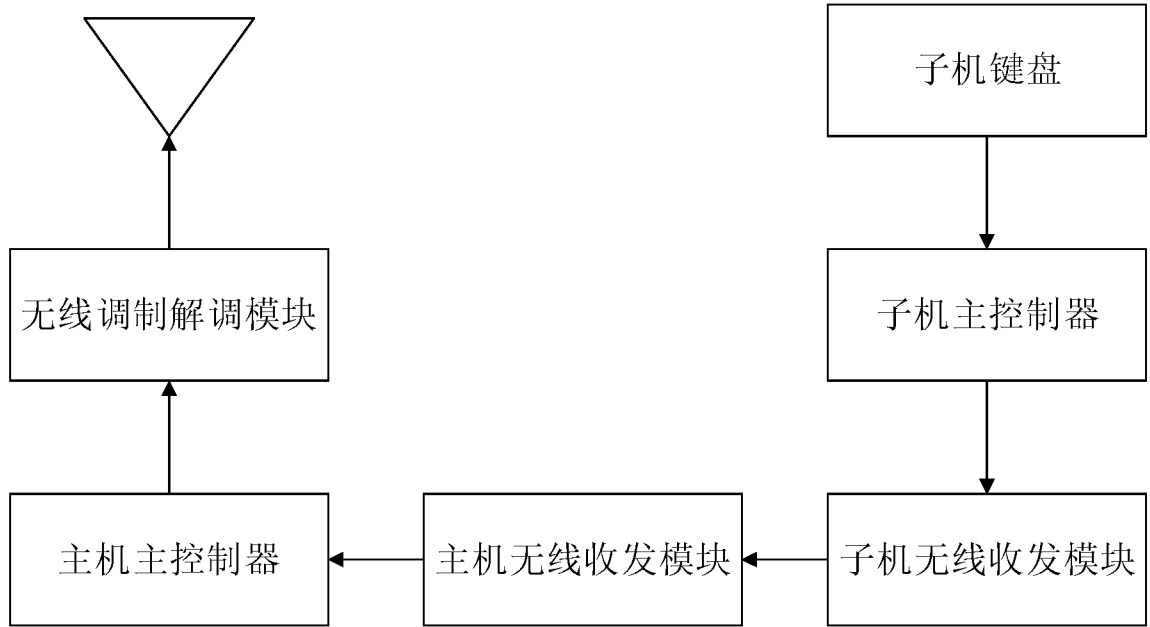 子机键盘
无线调制解调模块
子机主控制器
主机主控制器
主机无线收发模块
子机无线收发模块